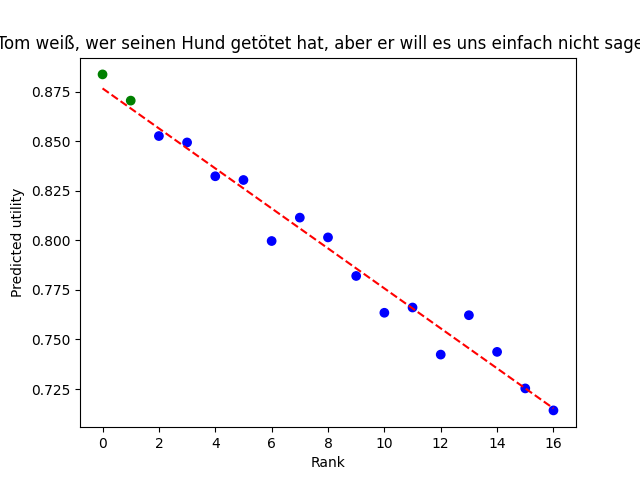 Tom weiß, wer seinen Hund getötet hat, aber er will es uns einfach nicht sage
0.875
0.850
0.825
0.800
0.775
0.750
0.725
Predicted utility
0 2 4 6 8 10 12 14 16
Rank